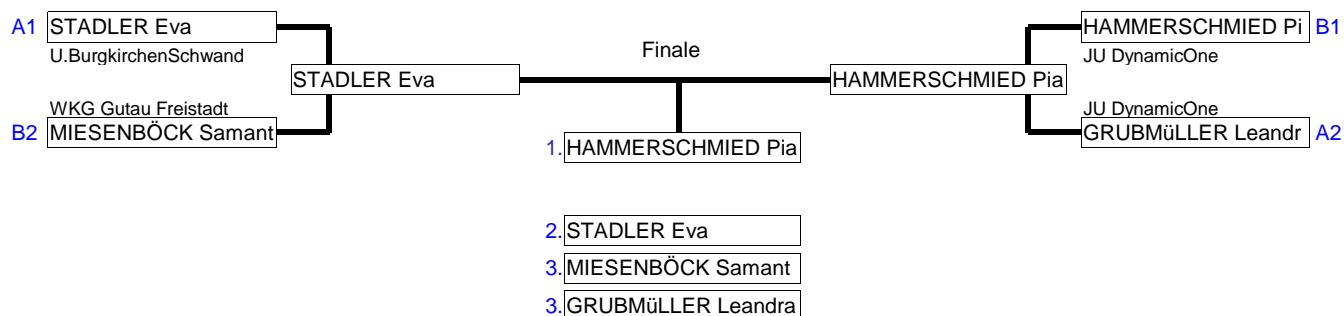 A1 STADLER Eva
U.BurgkirchenSchwand
HAMMERSCHMIED Pi B1
JU DynamicOne
Finale
STADLER Eva
HAMMERSCHMIED Pia
WKG Gutau Freistadt
B2 MIESENBÖCK Samant
JU DynamicOne
GRUBMüLLER Leandr A2
1. HAMMERSCHMIED Pia
2. STADLER Eva
3. MIESENBÖCK Samant
3. GRUBMüLLER Leandra